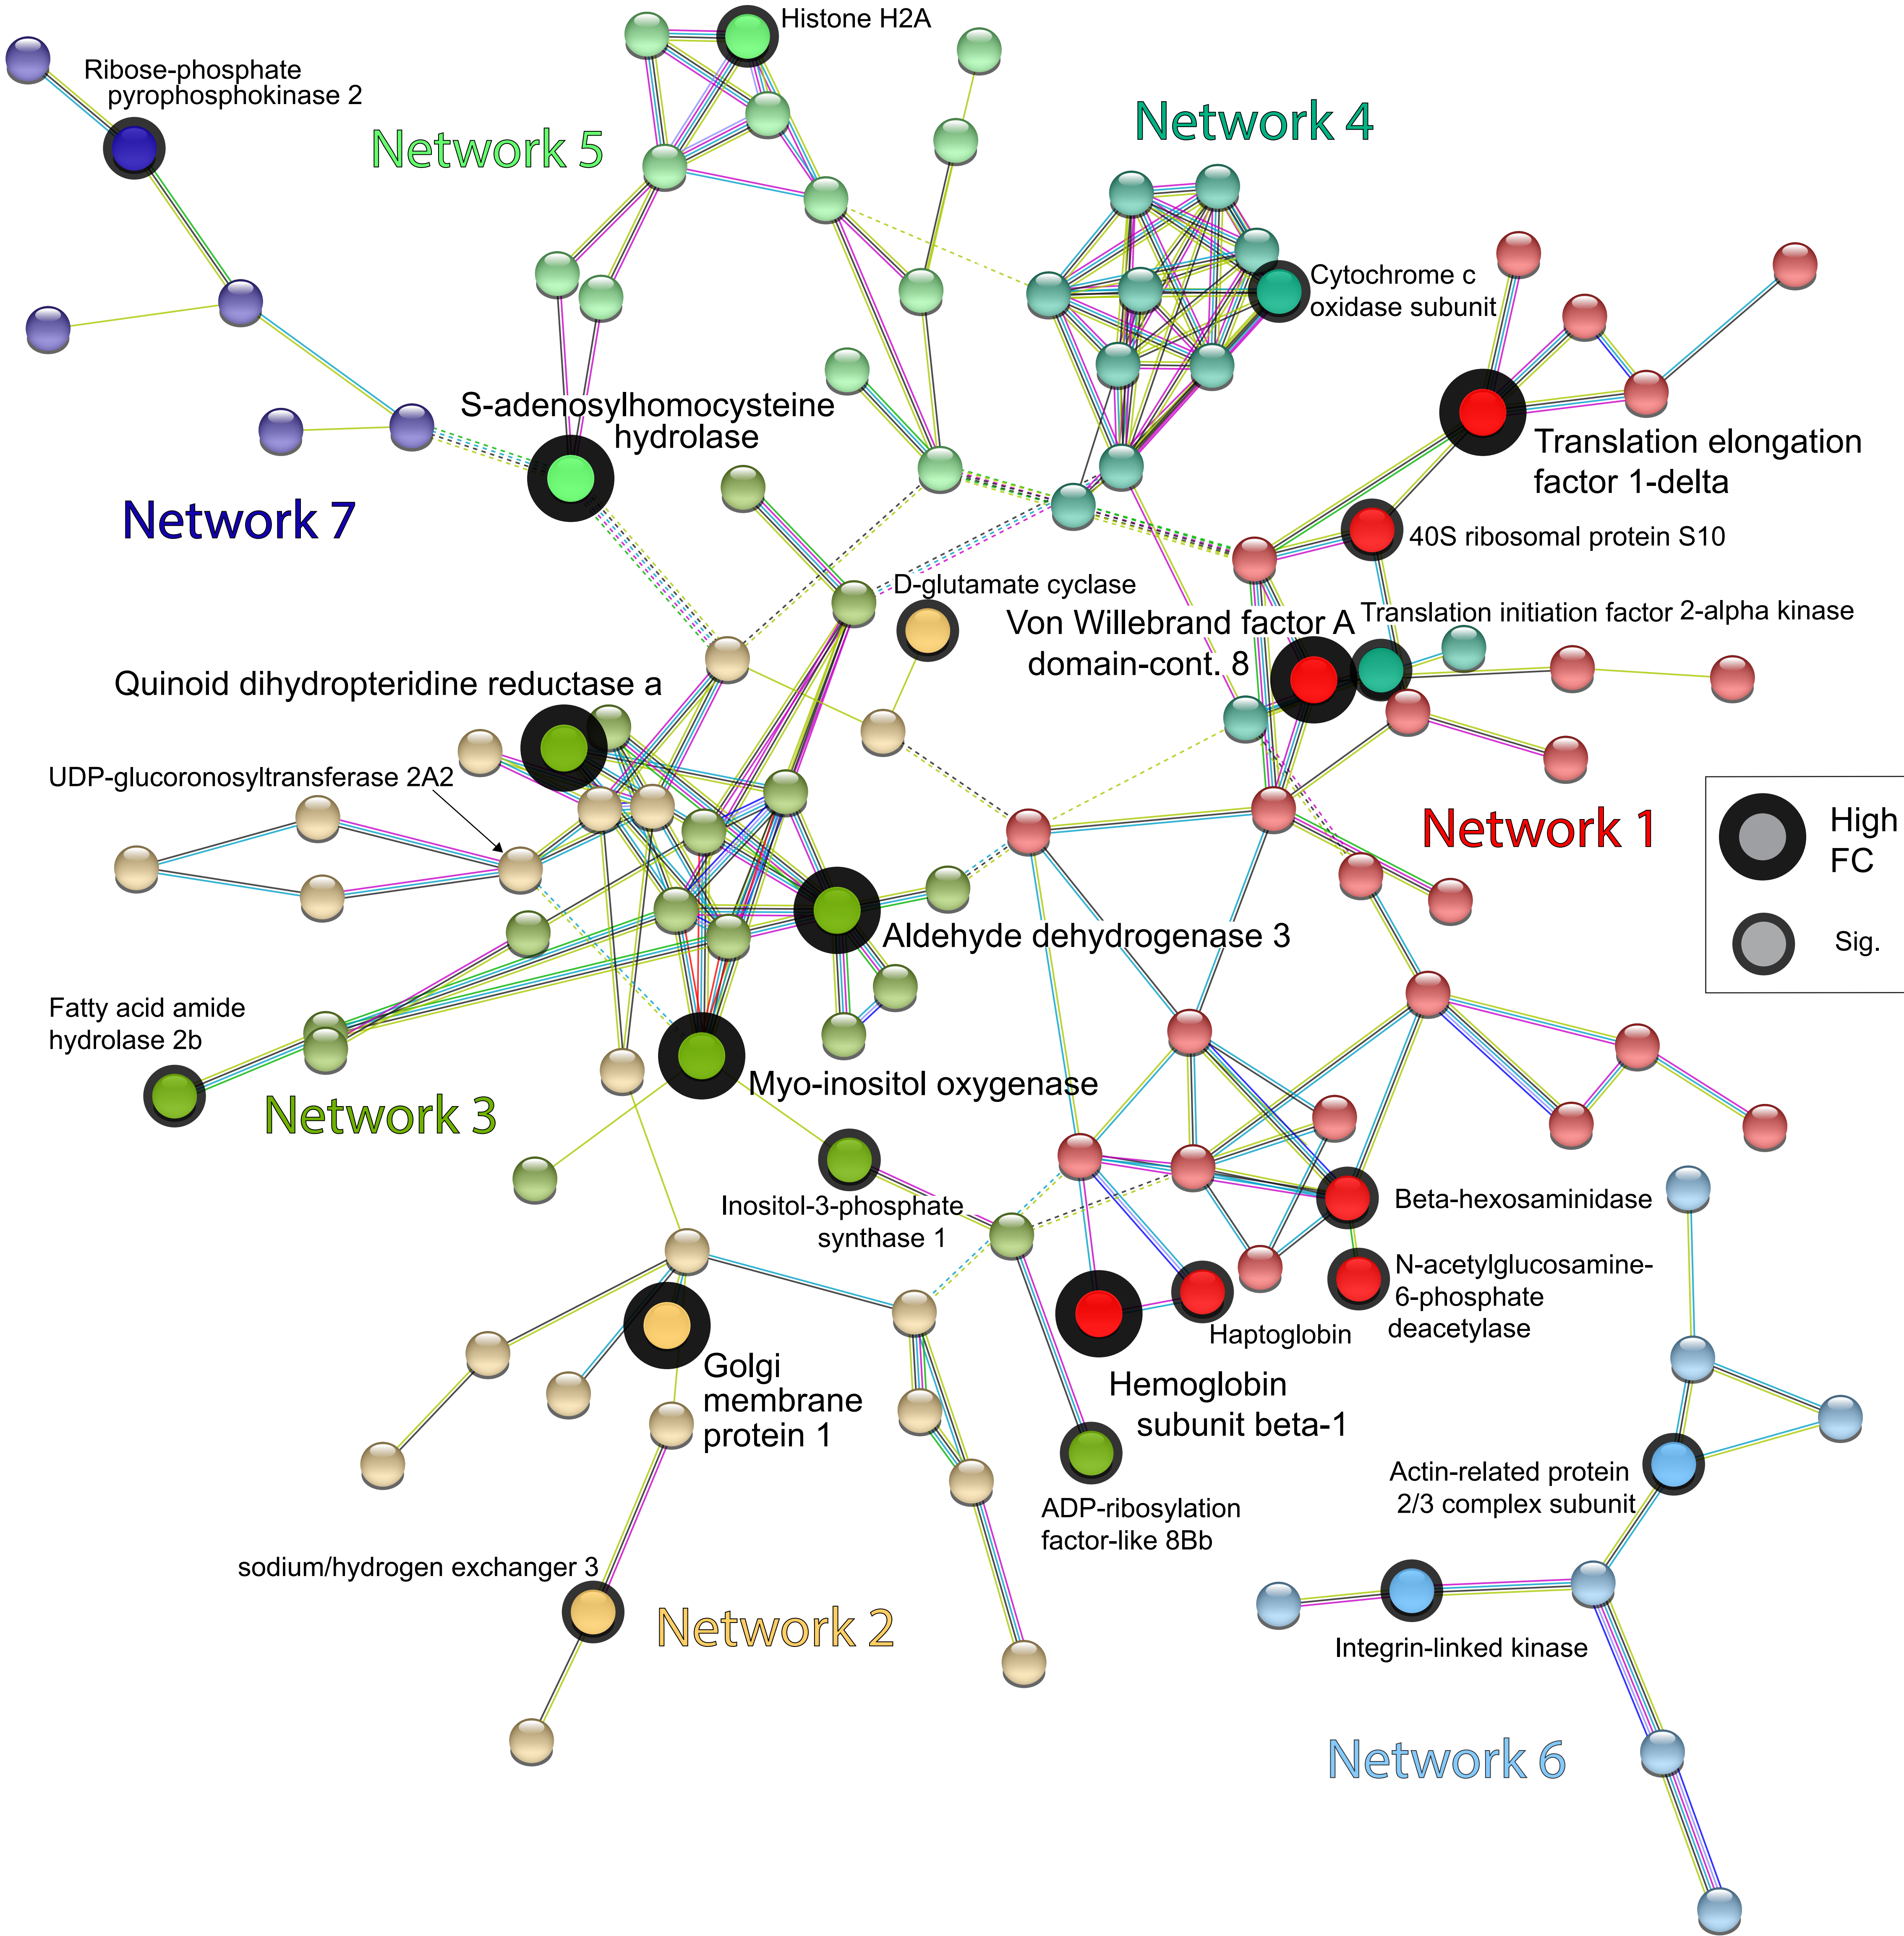 Histone H2A
Ribose-phosphate
pyrophosphokinase 2
Network 5
Network 4
Cytochrome c
oxidase subunit
S-adenosylhomocysteine
hydrolase
Translation elongation
factor 1-delta
Network 7
40S ribosomal protein S10
D-glutamate cyclase
Von Willebrand factor A
domain-cont. 8
Translation initiation factor 2-alpha kinase
Quinoid dihydropteridine reductase a
UDP-glucoronosyltransferase 2A2
Network 1
High
FC
Sig.
Aldehyde dehydrogenase 3
Fatty acid amide
hydrolase 2b
Network 3
Myo-inositol oxygenase
Inositol-3-phosphate
synthase 1
Beta-hexosaminidase
N-acetylglucosamine-
6-phosphate
deacetylase
Haptoglobin
Hemoglobin
subunit beta-1
Golgi
membrane
protein 1
Actin-related protein
2/3 complex subunit
ADP-ribosylation
factor-like 8Bb
sodium/hydrogen exchanger 3
Network 2
Integrin-linked kinase
Network 6